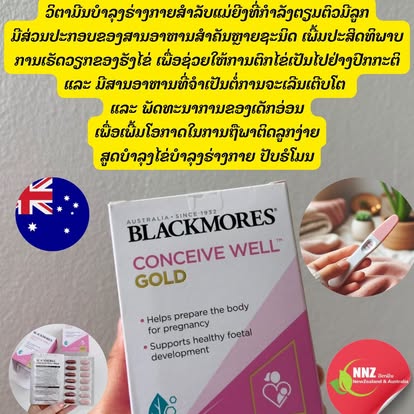 ວິຕາມີນບຳລຸງຮ່າງກາຍສຳລັບແມ່ຍິງທີ່ກຳລັງຕຽມຕົວມີລູກ
ມີສ່ວນປະກອບຂອງສານອາຫານສຳຄັນຫຼາຍຊະນິດ ເພີ້ມປະສິດທິພາບ
ການເຮັດວຽກຂອງຮັງໄຂ່ ເພື່ອຊ່ວຍໃຫ້ການຕົກໄຂ່ເປັນໄປຢ່າງປົກກະຕິ
ແລະ ມີສານອາຫານທີ່ຈຳເປັນຕໍ່ການຈະເລີນເຕີບໂຕ
ແລະ ພັດທະນາການຂອງເດັກອ່ອນ
ເພື່ອເພີ້ມໂອກາດໃນການຖືພາຕິດລູກງ່າຍ
ສູດບຳລຸງໄຂ່ບຳລຸງຮ່າງກາຍ ປັບຮໍໂມນ
AUSTRALIA • SINCE 1932
BLACKMORES®
CONCEIVE WELL™
GOLD
• Helps prepare the body
for pregnancy
• Supports healthy foetal
development
NNZ
NewZealand & Australia